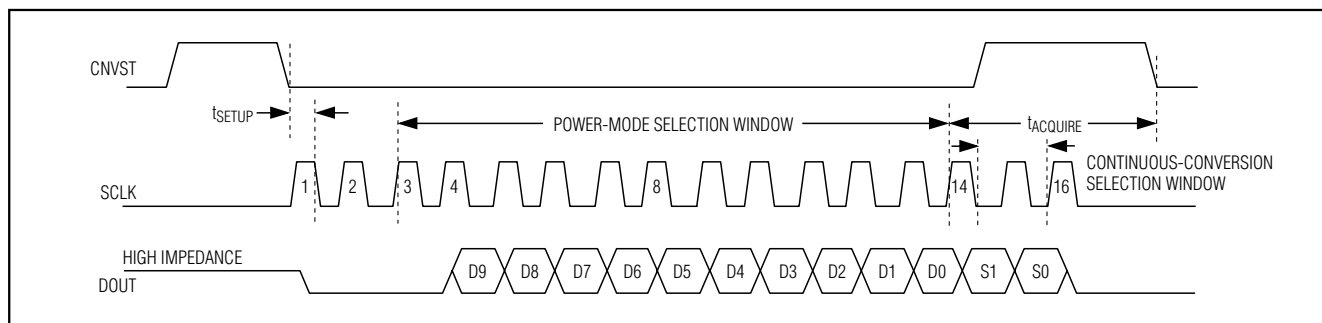 CNVST
tSETUP
POWER-MODE SELECTION WINDOW
tACQUIRE
CONTINUOUS-CONVERSION
SELECTION WINDOW
SCLK
1 2 3 4 8 14 16
HIGH IMPEDANCE
DOUT
D9 D8 D7 D6 D5 D4 D3 D2 D1 D0 S1 S0